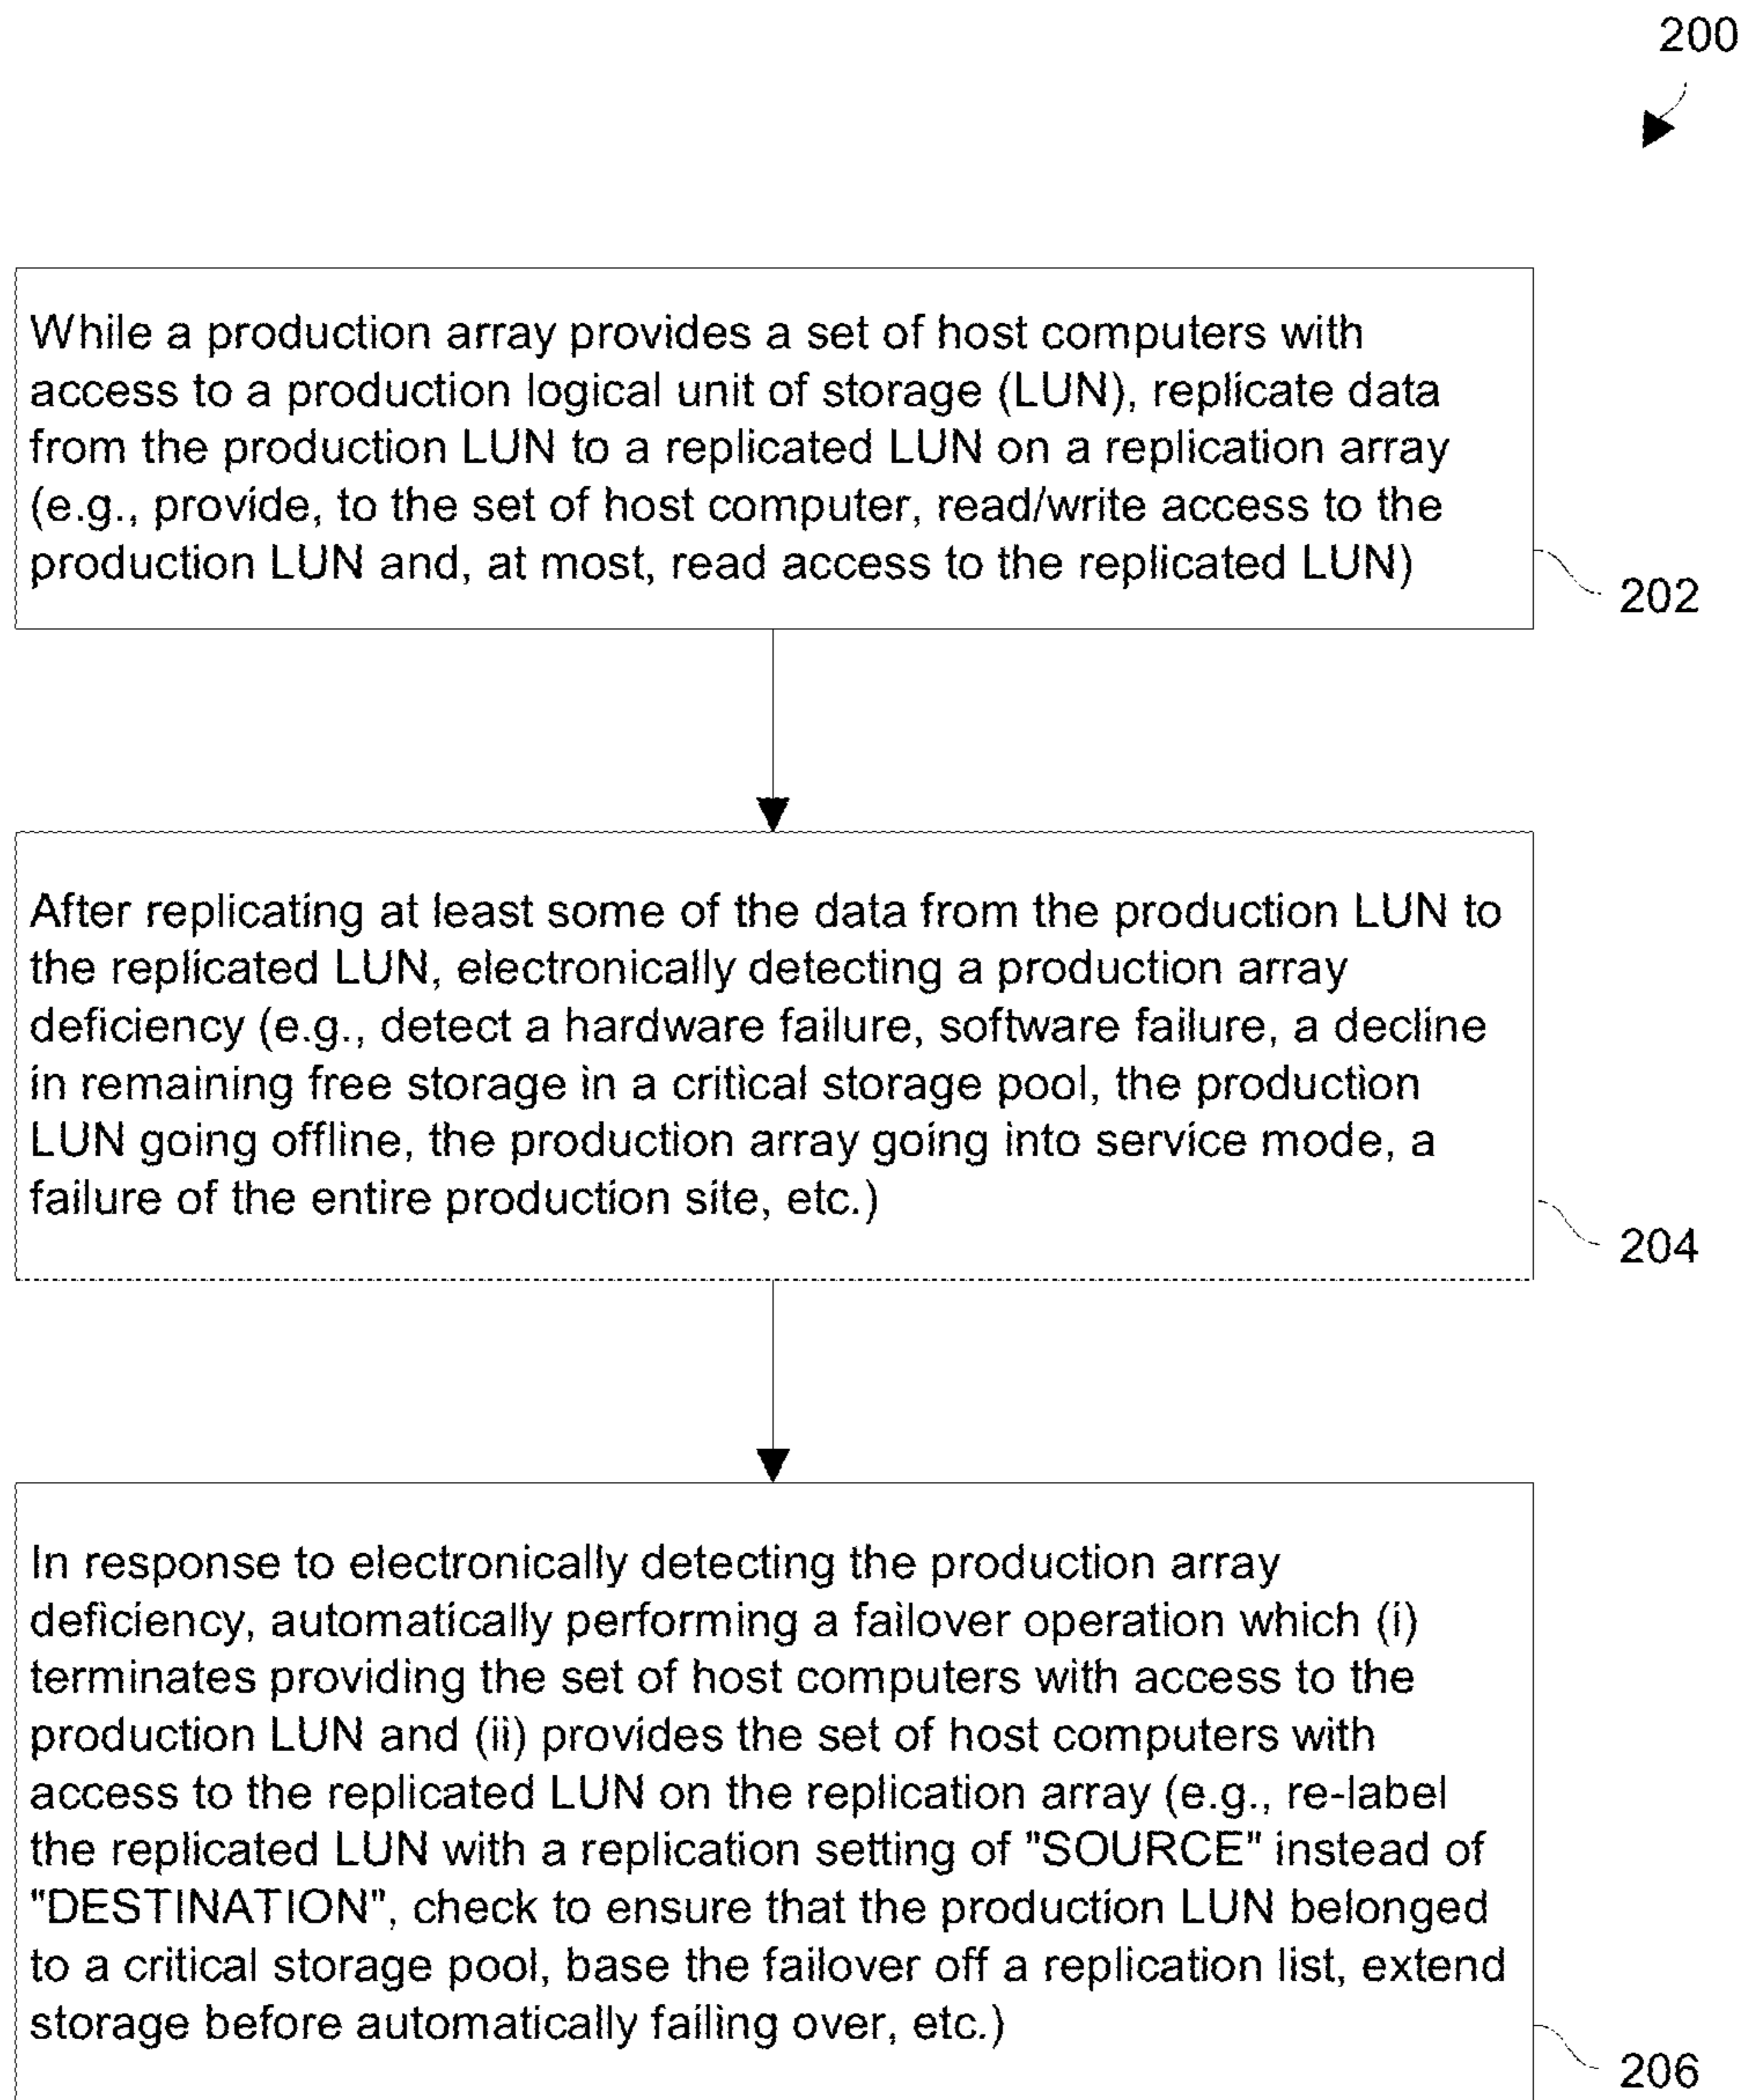 200
While a production array provides a set of host computers with
access to a production logical unit of storage (LUN), replicate data
from the production LUN to a replicated LUN on a replication array
(e.g., provide, to the set of host computer, read/write access to the
production LUN and, at most, read access to the replicated LUN)
202
After replicating at least some of the data from the production LUN to
the replicated LUN, electronically detecting a production array
deficiency (e.g., detect a hardware failure, software failure, a decline
in remaining free storage in a critical storage pool, the production
LUN going offline, the production array going into service mode, a
failure of the entire production site, etc.)
204
In response to electronically detecting the production array
deficiency, automatically performing a failover operation which (i)
terminates providing the set of host computers with access to the
production LUN and (ii) provides the set of host computers with
access to the replicated LUN on the replication array (e.g., re-label
the replicated LUN with a replication setting of "SOURCE" instead of
"DESTINATION", check to ensure that the production LUN belonged
to a critical storage pool, base the failover off a replication list, extend
storage before automatically failing over, etc.)
206